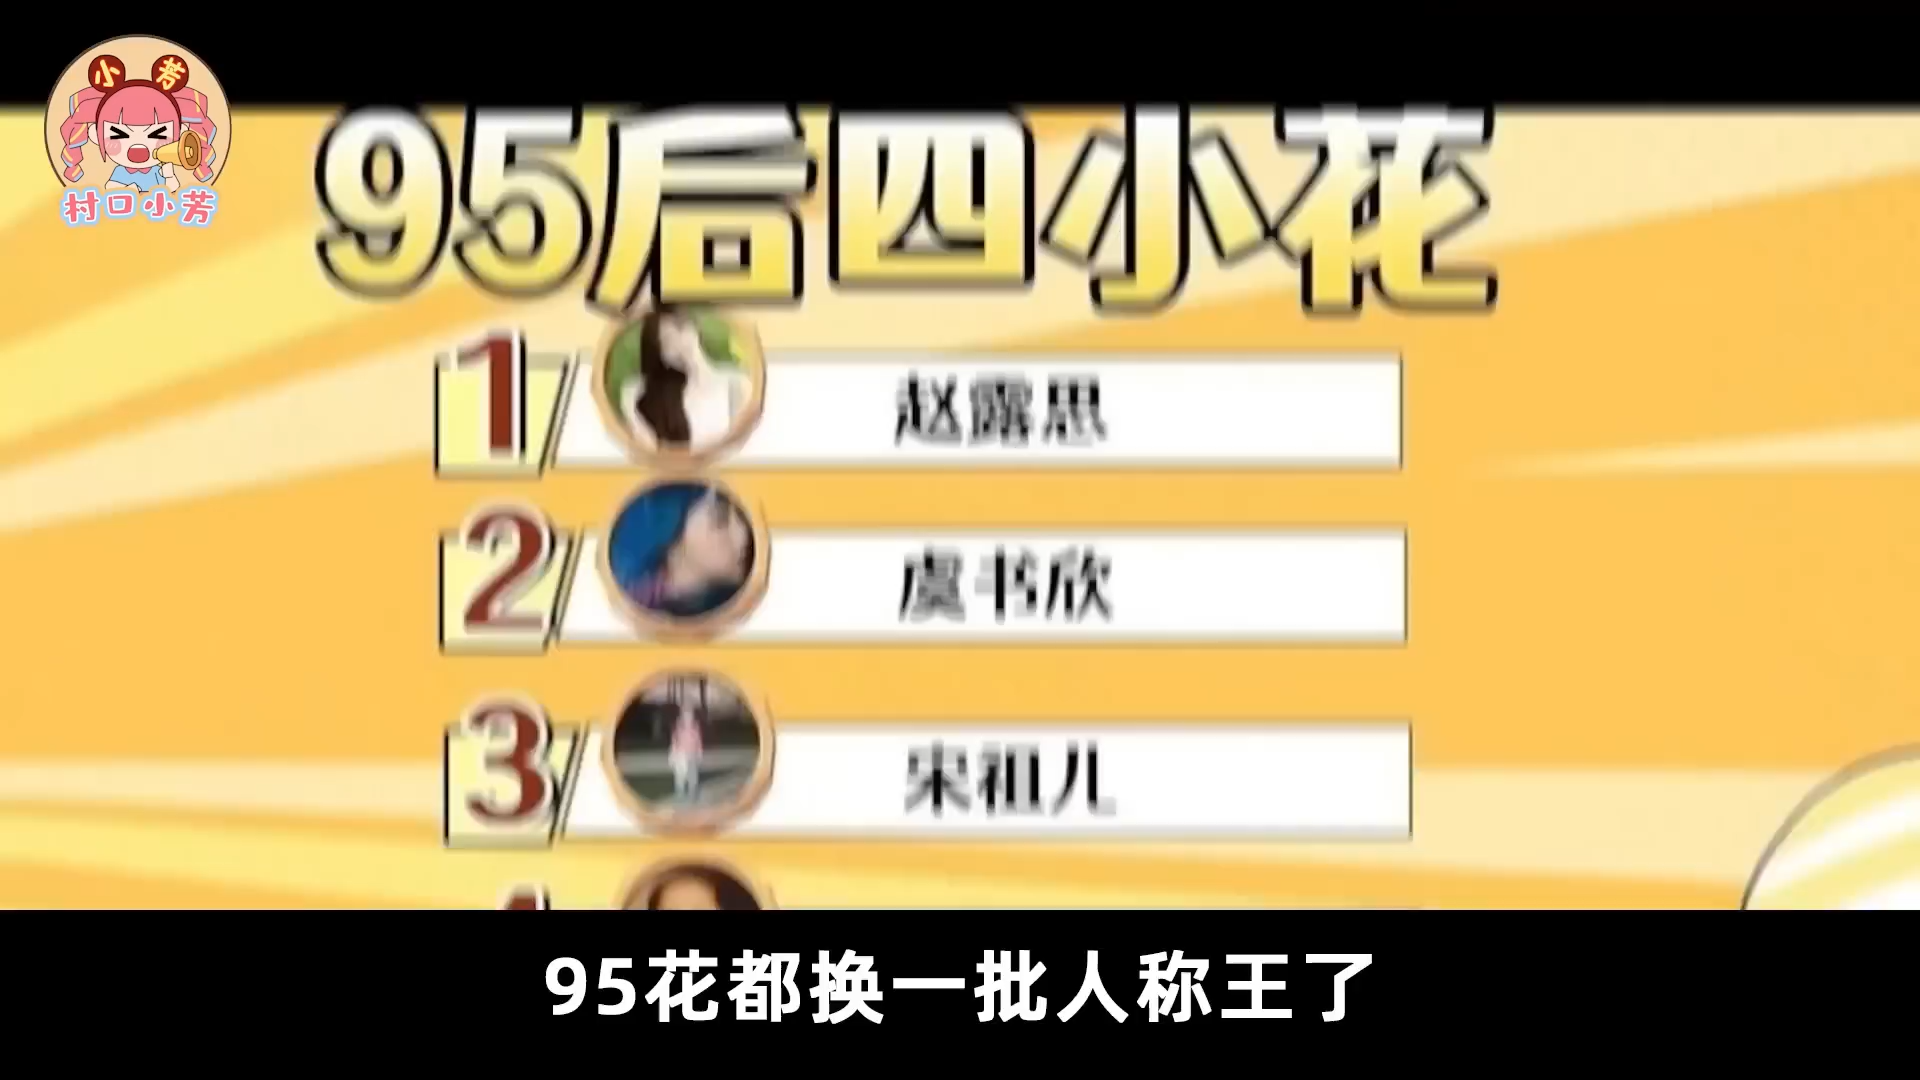 小 芳
村口小芳
95后四小花
1 赵露思
2 虞书欣
3 宋祖儿
95花都换一批人称王了